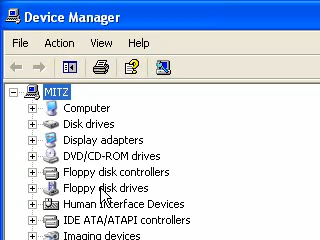 Device Manager
File Action View Help
MITZ
Computer
Disk drives
Display adapters
DVD/CD-ROM drives
Floppy disk controllers
Floppy disk drives
Human Interface Devices
IDE ATA/ATAPI controllers
Imaging devices